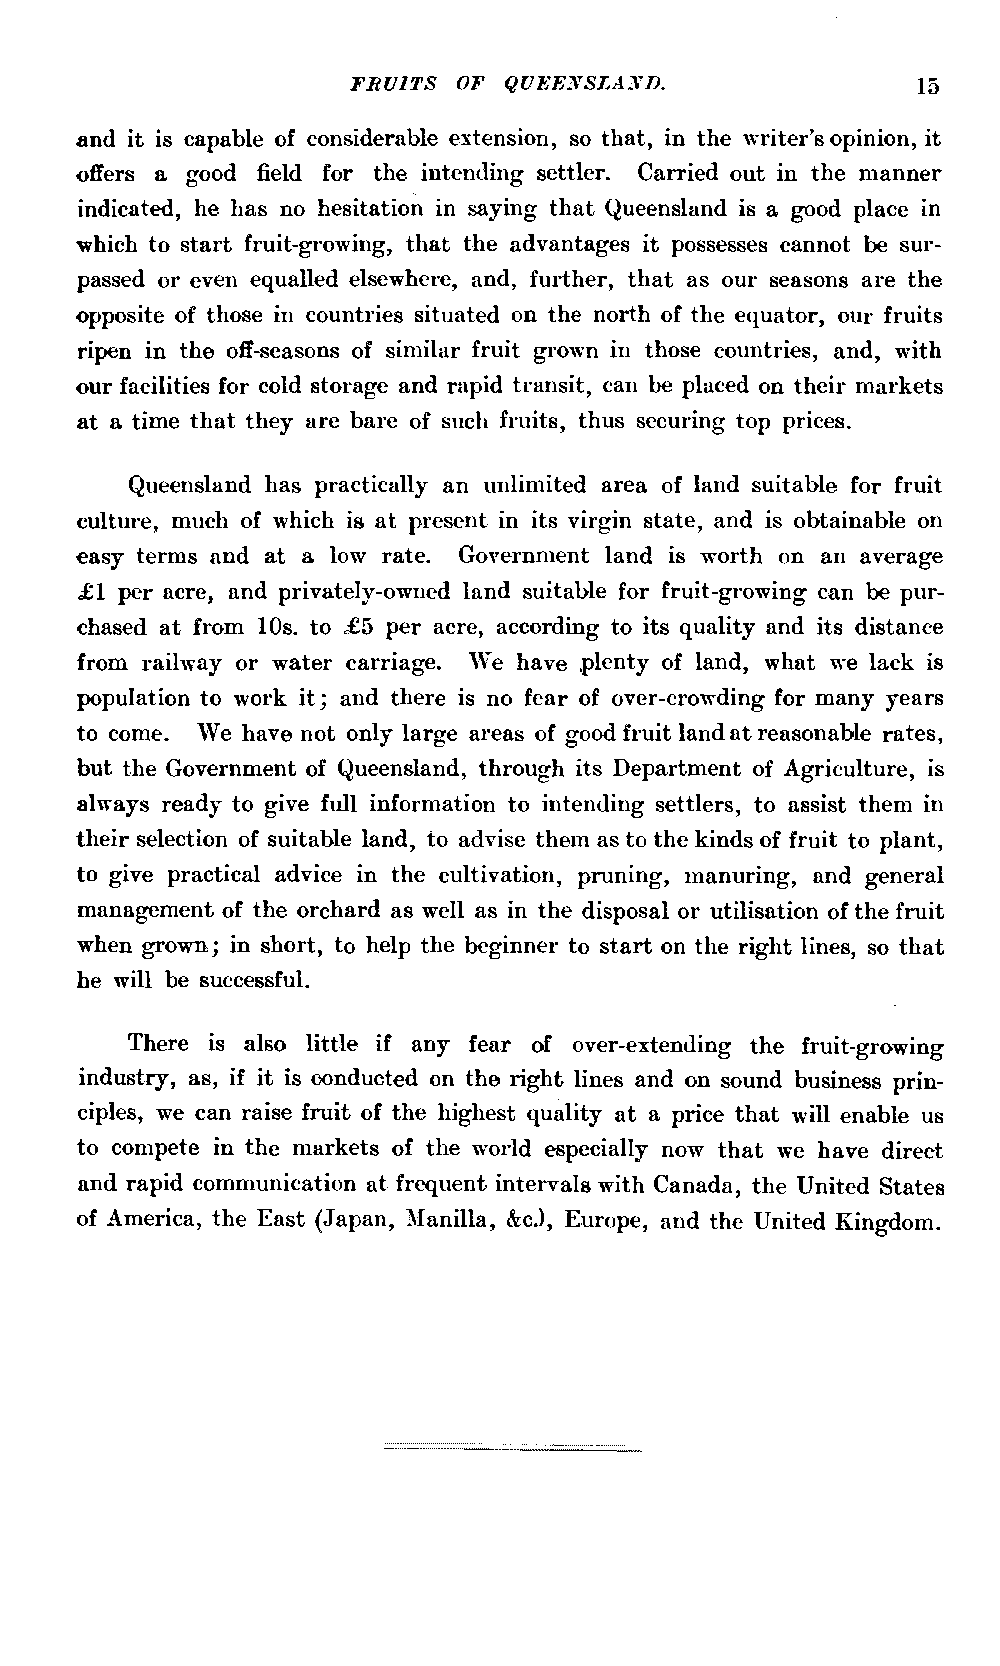 FRUITS OF QUEENSLAND. 15
and it is capable of considerable extension, so that, in the writer's opinion, it
offers a good field for the intending settler. Carried out in the manner
indicated, he has no hesitation in saying that Queensland is a good place in
which to start fruit-growing, that the advantages it possesses cannot be sur-
passed or even equalled elsewhere, and, further, that as our seasons are the
opposite of those in countries situated on the north of the equator, our fruits
ripen in the off-seasons of similar fruit grown in those countries, and, with
our facilities for cold storage and rapid transit, can be placed on their markets
at a time that they are bare of such fruits, thus securing top prices.
Queensland has practically an unlimited area of land suitable for fruit
culture, much of which is at present in its virgin state, and is obtainable on
easy terms and at a low rate. Government land is worth on an average
£1 per acre, and privately-owned land suitable for fruit-growing can be pur-
chased at from 10s. to £5 per acre, according to its quality and its distance
from railway or water carriage. We have plenty of land, what we lack is
population to work it; and there is no fear of over-crowding for many years
to come. We have not only large areas of good fruit land at reasonable rates,
but the Government of Queensland, through its Department of Agriculture, is
always ready to give full information to intending settlers, to assist them in
their selection of suitable land, to advise them as to the kinds of fruit to plant,
to give practical advice in the cultivation, pruning, manuring, and general
management of the orchard as well as in the disposal or utilisation of the fruit
when grown; in short, to help the beginner to start on the right lines, so that
he will be successful.
There is also little if any fear of over-extending the fruit-growing
industry, as, if it is conducted on the right lines and on sound business prin-
ciples, we can raise fruit of the highest quality at a price that will enable us
to compete in the markets of the world especially now that we have direct
and rapid communication at frequent intervals with Canada, the United States
of America, the East (Japan, Manilla, &c.), Europe, and the United Kingdom.